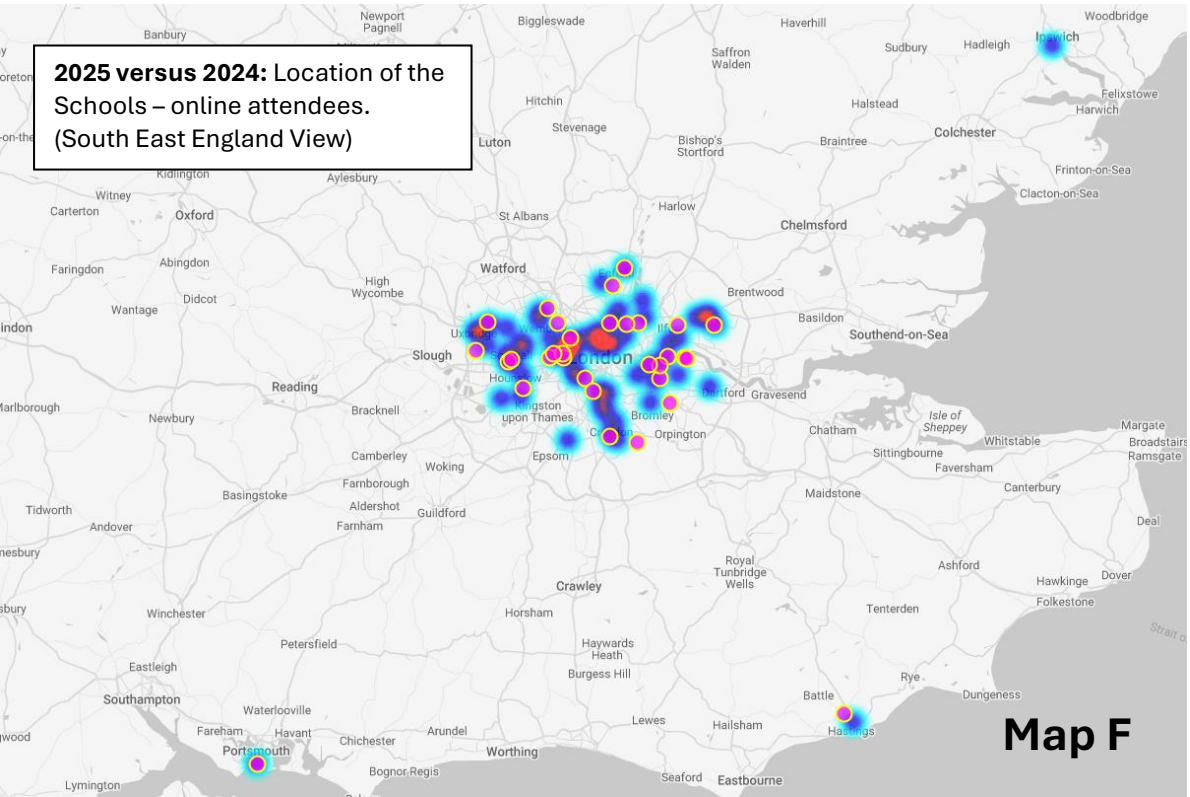 Newport
Pagnell
Biggleswade
Haverhill
Woodbridge
Banbury
Saffron
Walden
Sudbury
Hadleigh
Ipswich
2025 versus 2024: Location of the
Schools – online attendees.
(South East England View)
Felixstowe
Harwich
Hitchin
Halstead
Stevenage
Luton
Bishop's
Stortford
Braintree
Colchester
Frinton-on-Sea
Clacton-on-Sea
Kidlington
Aylesbury
Witney
Carterton
Oxford
St Albans
Harlow
Chelmsford
Faringdon
Abingdon
Watford
High
Wycombe
Brentwood
Didcot
Wantage
Basildon
Southend-on-Sea
Slough
London
Hounslow
Reading
Dartford
Gravesend
Marlborough
Newbury
Bracknell
Kingston
upon Thames
Bromley
Isle of
Sheppey
Chatham
Orpington
Margate
Broadstairs
Ramsgate
Whitstable
Sittingbourne
Faversham
Camberley
Epsom
Woking
Farnborough
Basingstoke
Maidstone
Canterbury
Aldershot
Guildford
Tidworth
Andover
Farnham
Deal
Royal
Tunbridge
Wells
Ashford
Crawley
Hawkinge
Dover
Folkestone
Winchester
Horsham
Tenterden
Petersfield
Haywards
Heath
Burgess Hill
Eastleigh
Southampton
Rye
Battle
Dungeness
Waterlooville
Fareham
Havant
Lewes
Hailsham
Hastings
Chichester
Arundel
Portsmouth
Worthing
Bognor Regis
Seaford
Eastbourne
Lymington
Map F